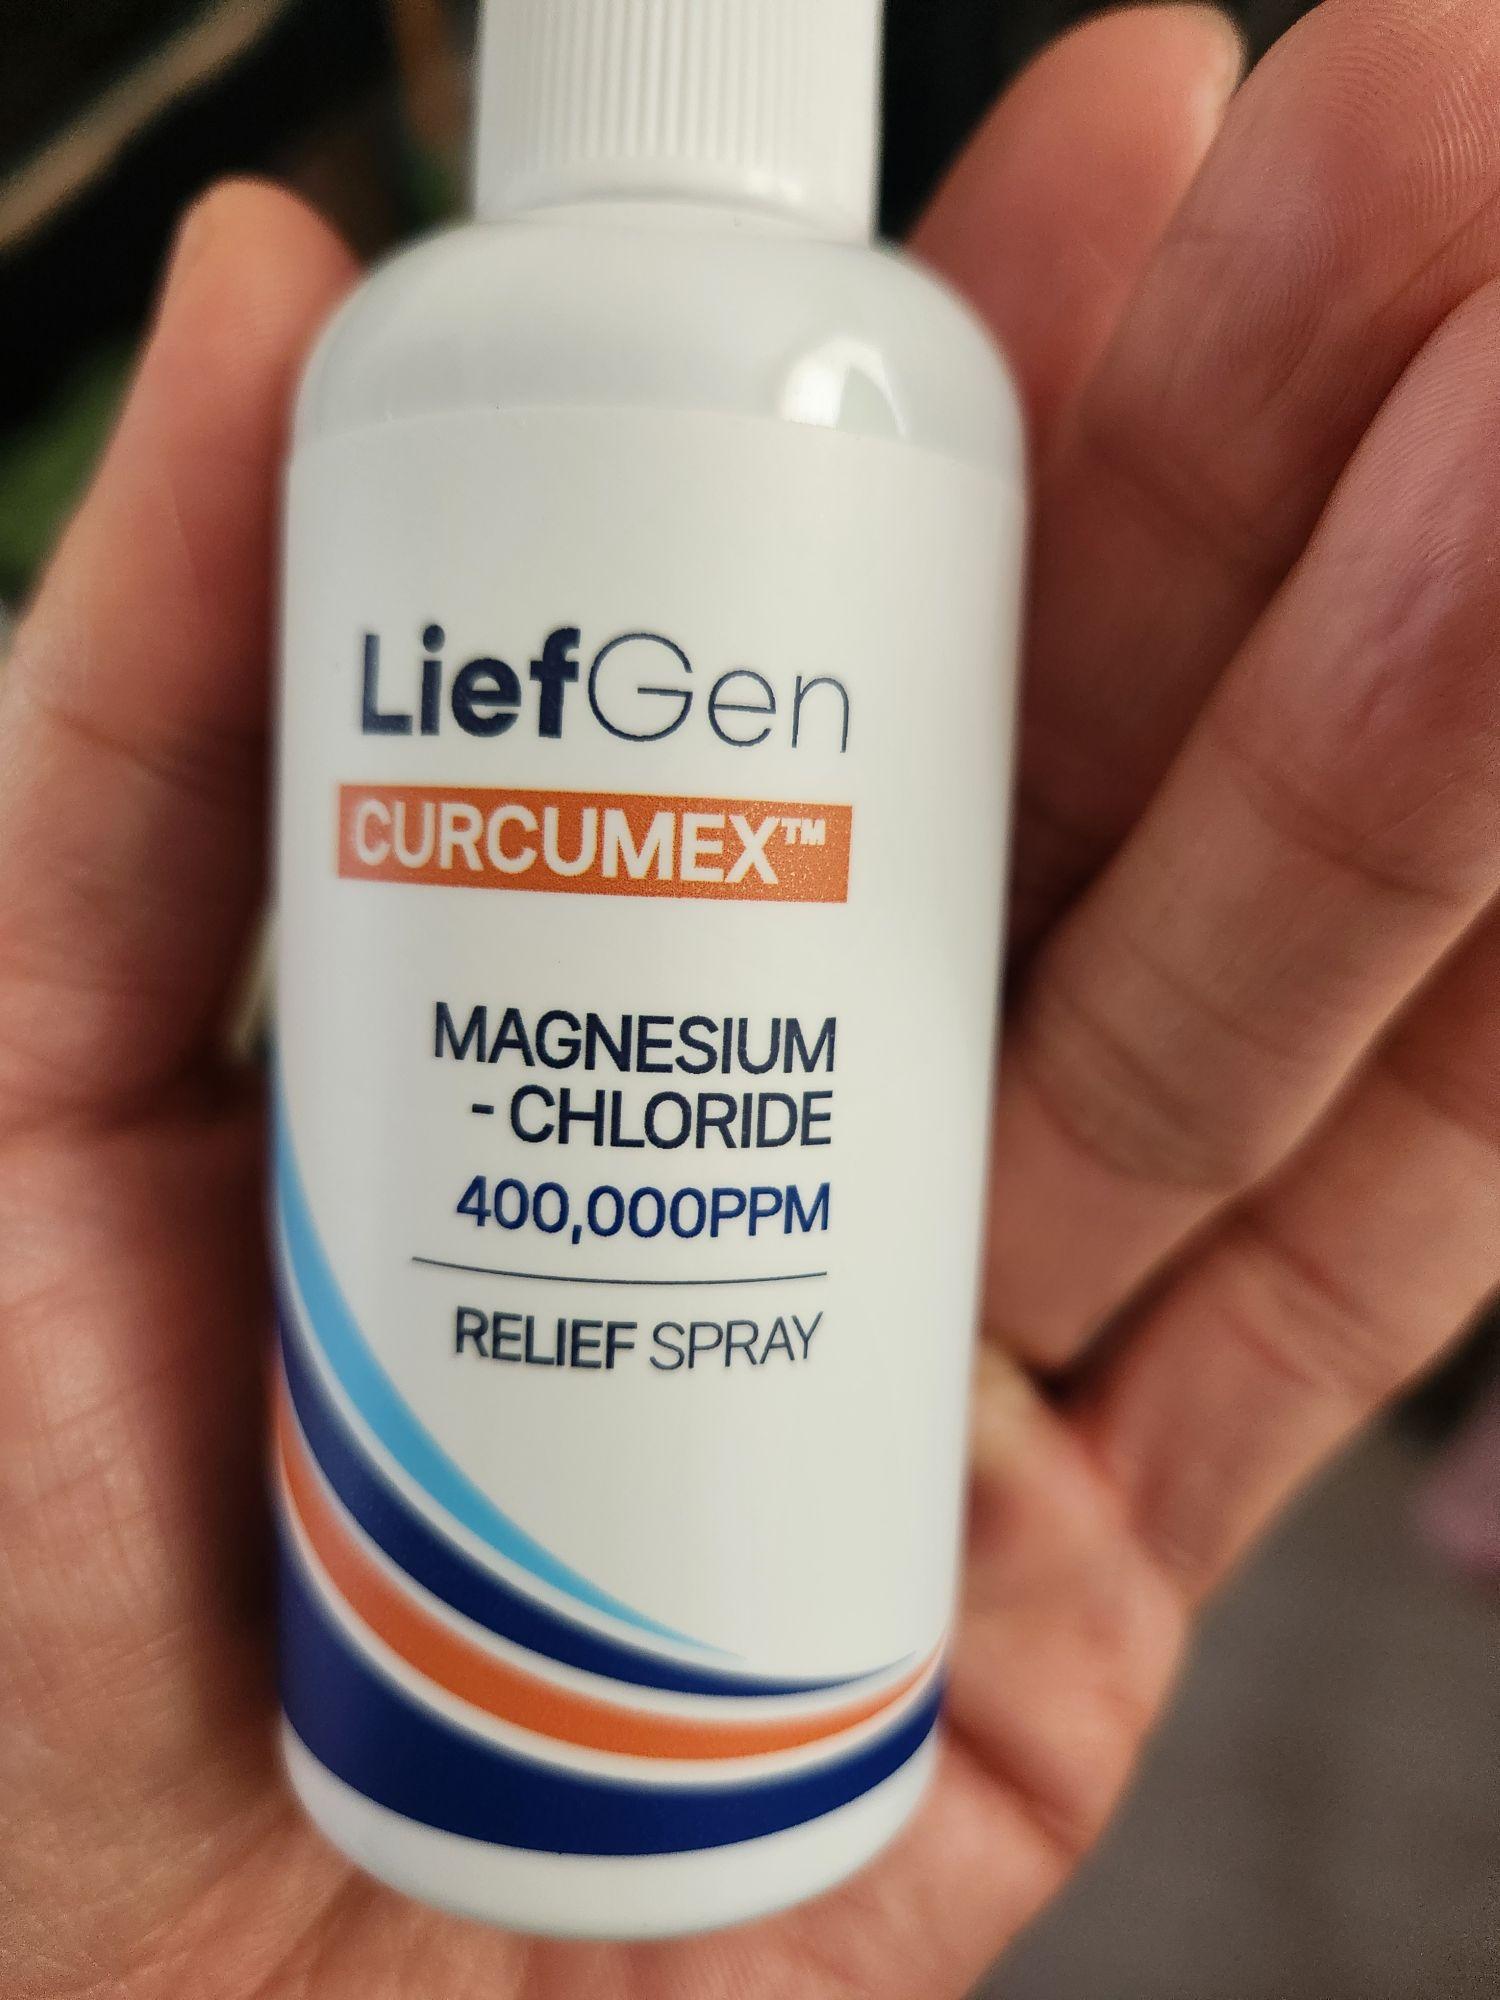 LiefGen
CURCUMEX™
MAGNESIUM
- CHLORIDE
400,000PPM
RELIEF SPRAY